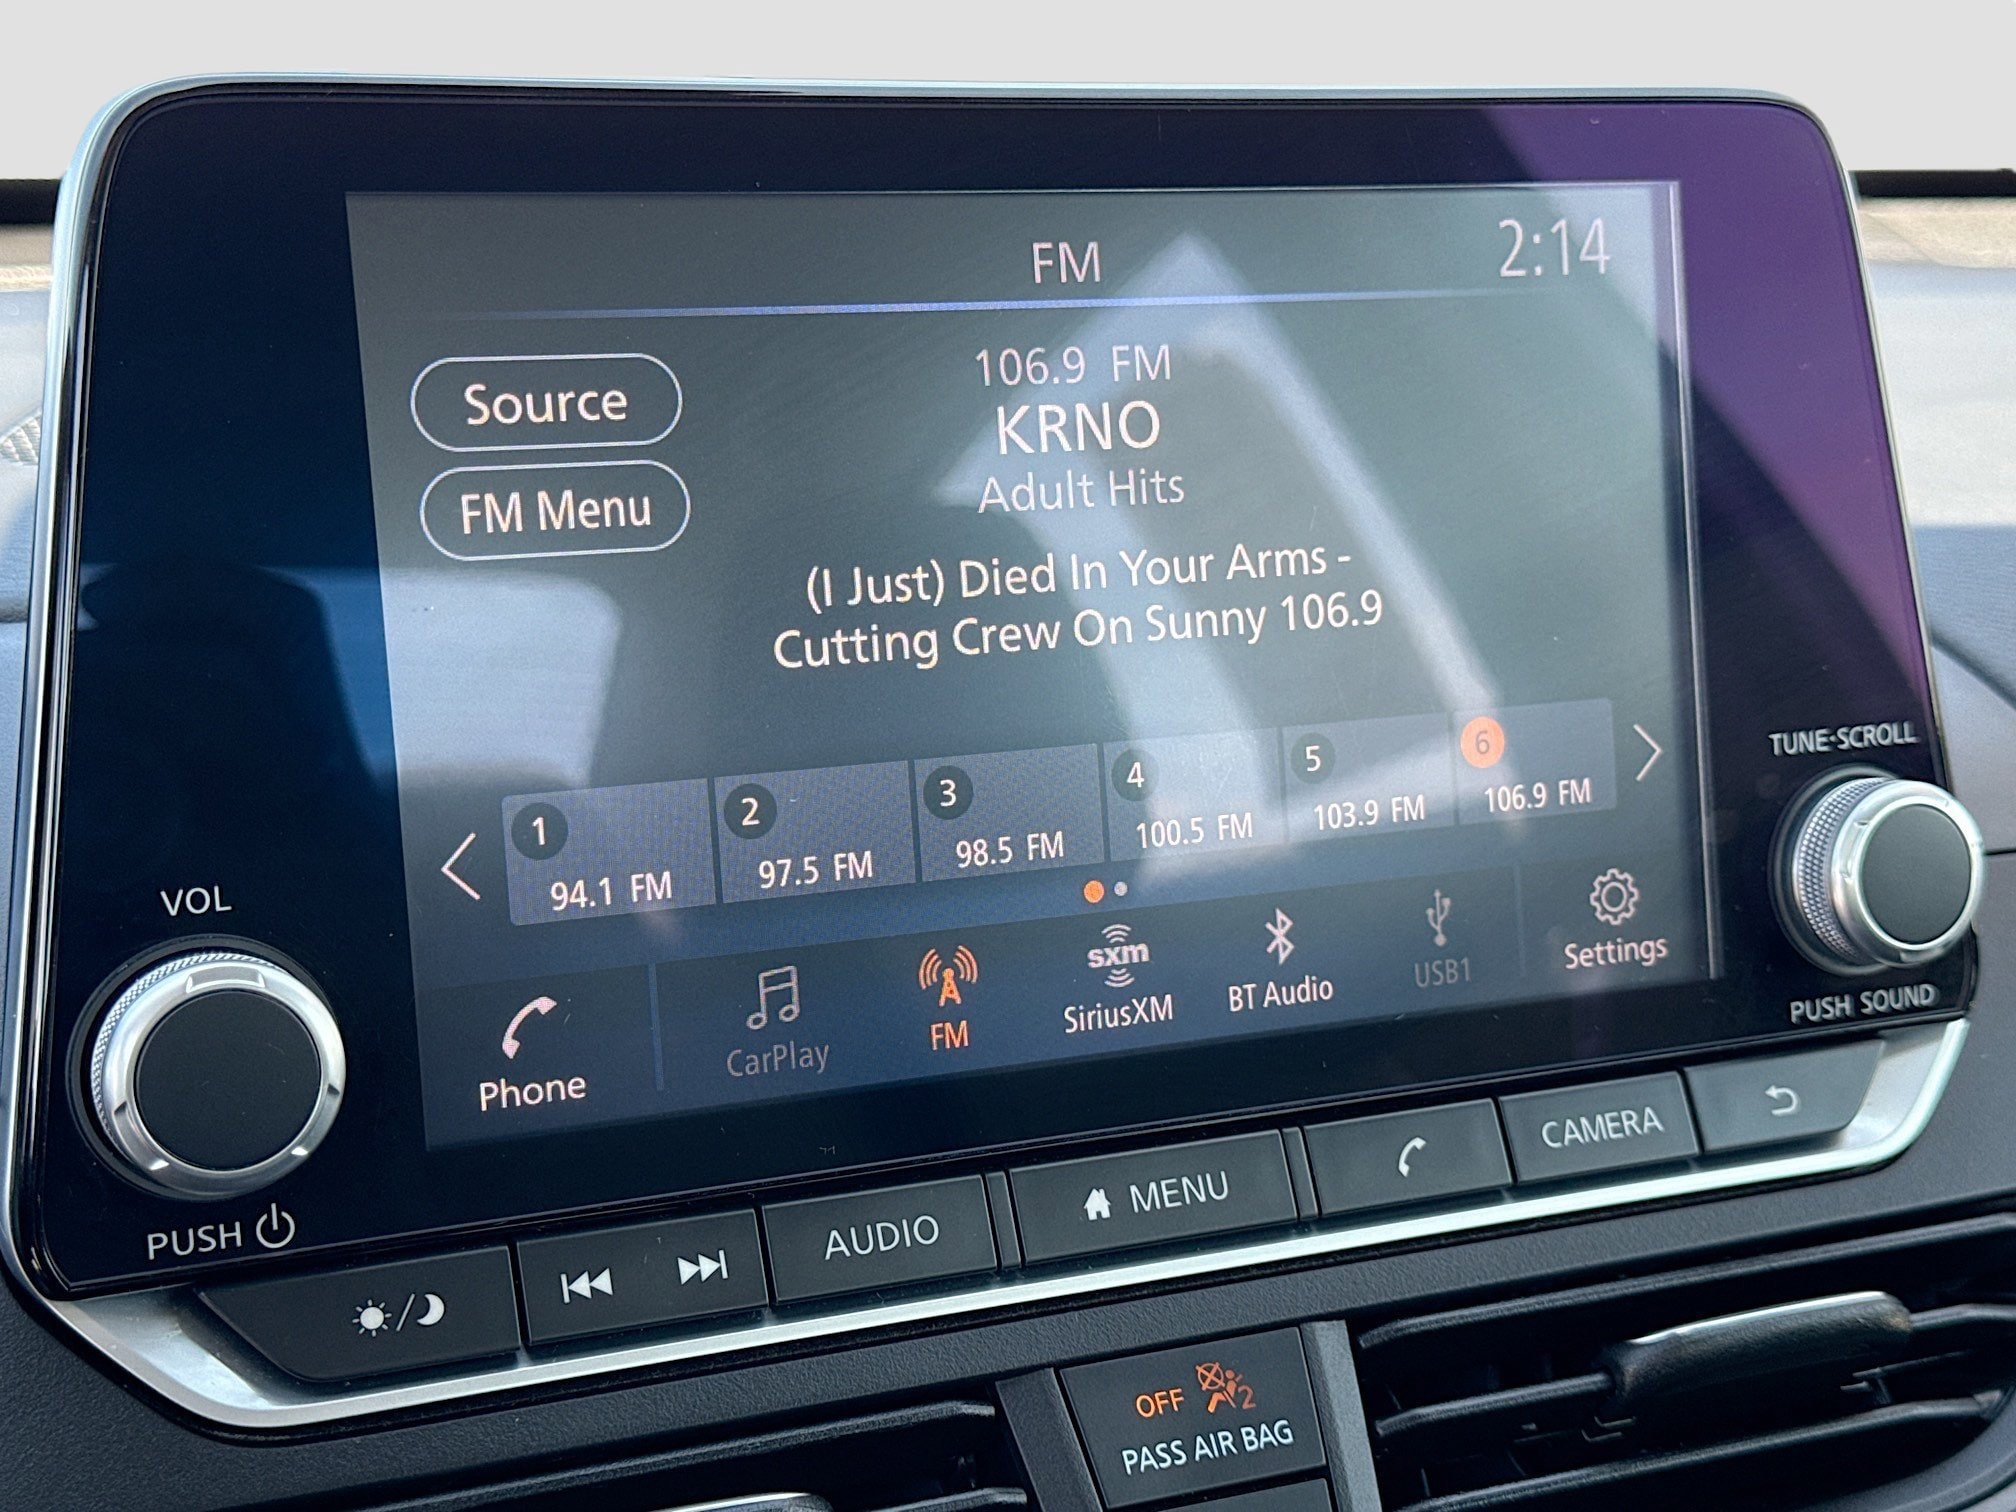 FM
2:14
Source
FM Menu
106.9 FM
KRNO
Adult Hits
(I Just) Died In Your Arms -
Cutting Crew On Sunny 106.9
1
94.1 FM
2
97.5 FM
3
98.5 FM
4
100.5 FM
5
103.9 FM
6
106.9 FM
Phone
CarPlay
FM
sxm
SiriusXM
BT Audio
USB1
Settings
VOL
PUSH
TUNE·SCROLL
PUSH SOUND
AUDIO
MENU
CAMERA
OFF
2
PASS AIR BAG